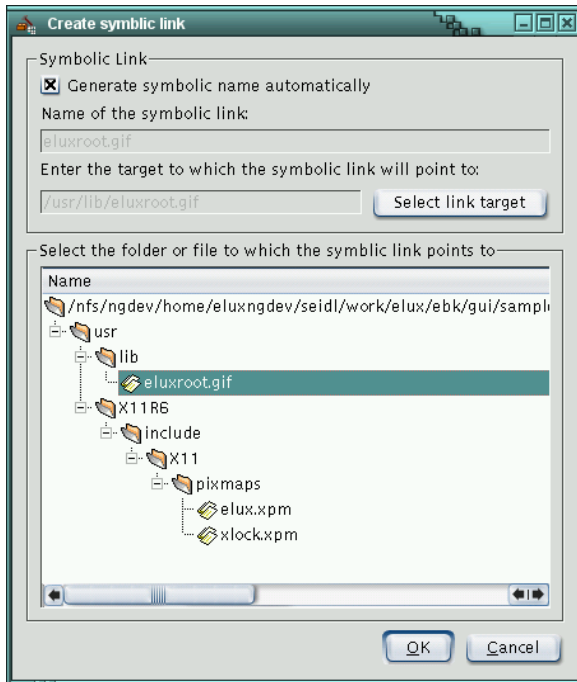 Create symblic link
Symbolic Link
Generate symbolic name automatically
Name of the symbolic link:
eluxroot.gif
Enter the target to which the symbolic link will point to:
/usr/lib/eluxroot.gif
Select link target
Select the folder or file to which the symblic link points to
Name
/nfs/ngdev/home/eluxngdev/seidl/work/elux/ebk/gui/sampl
usr
lib
eluxroot.gif
X11R6
include
X11
pixmaps
elux.xpm
xlock.xpm
OK
Cancel